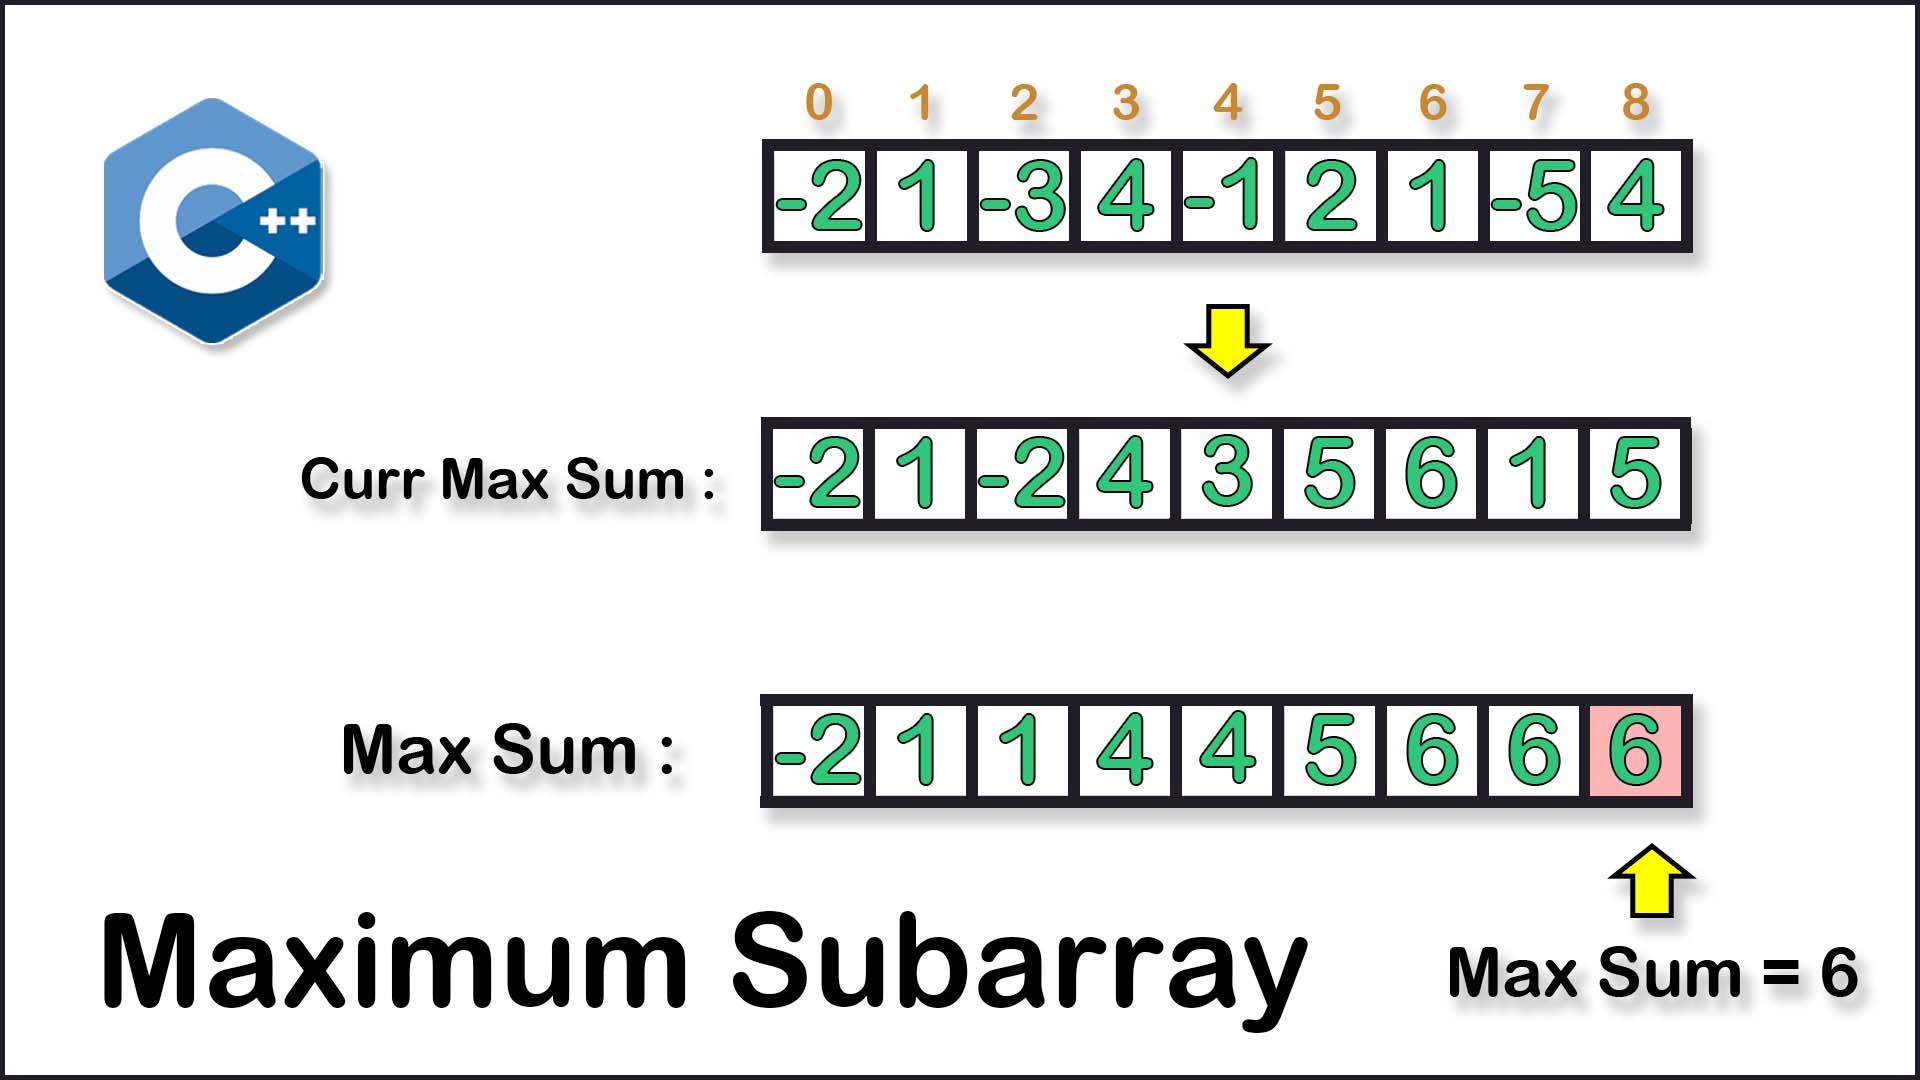 0 1 2 3 4 5 6 7 8
-2 1 -3 4 -1 2 1 -5 4
C ++
Curr Max Sum : -2 1 -2 4 3 5 6 1 5
Max Sum : -2 1 1 4 4 5 6 6 6
Maximum Subarray
Max Sum = 6